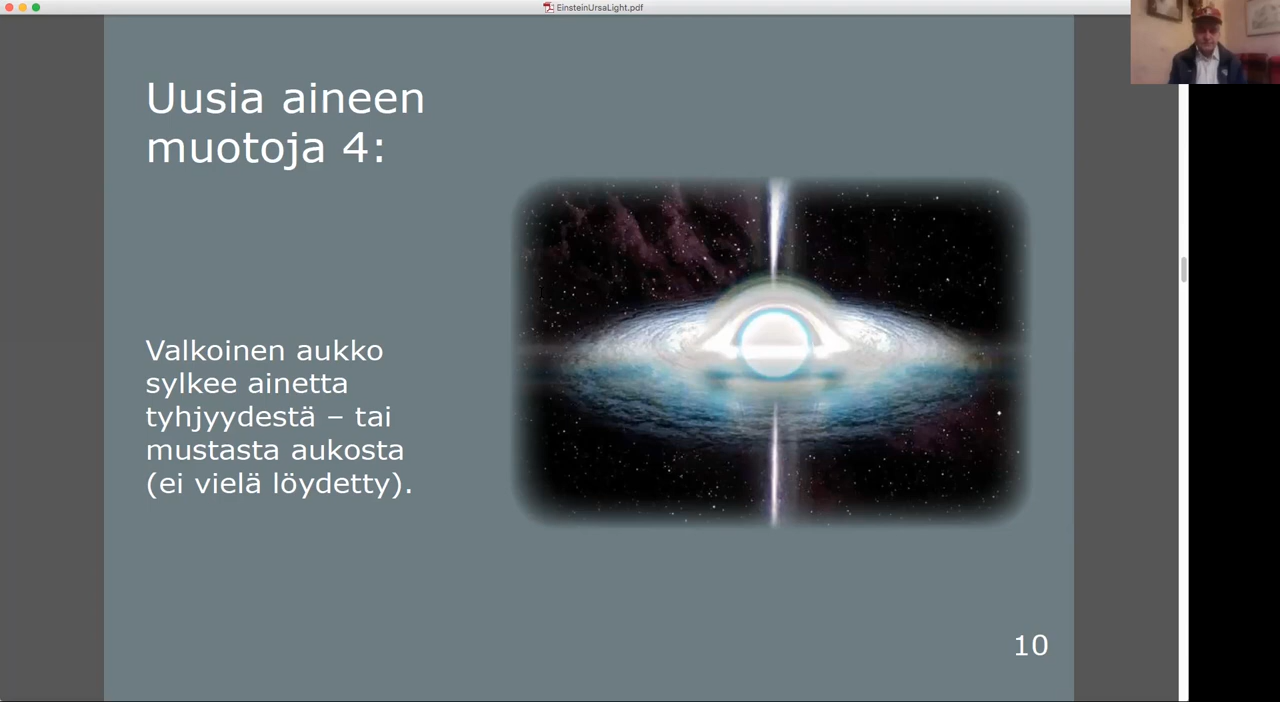 EinsteinUrsaLight.pdf
Uusia aineen
muotoja 4:
Valkoinen aukko
sylkee ainetta
tyhjyydestä – tai
mustasta aukosta
(ei vielä löydetty).
10